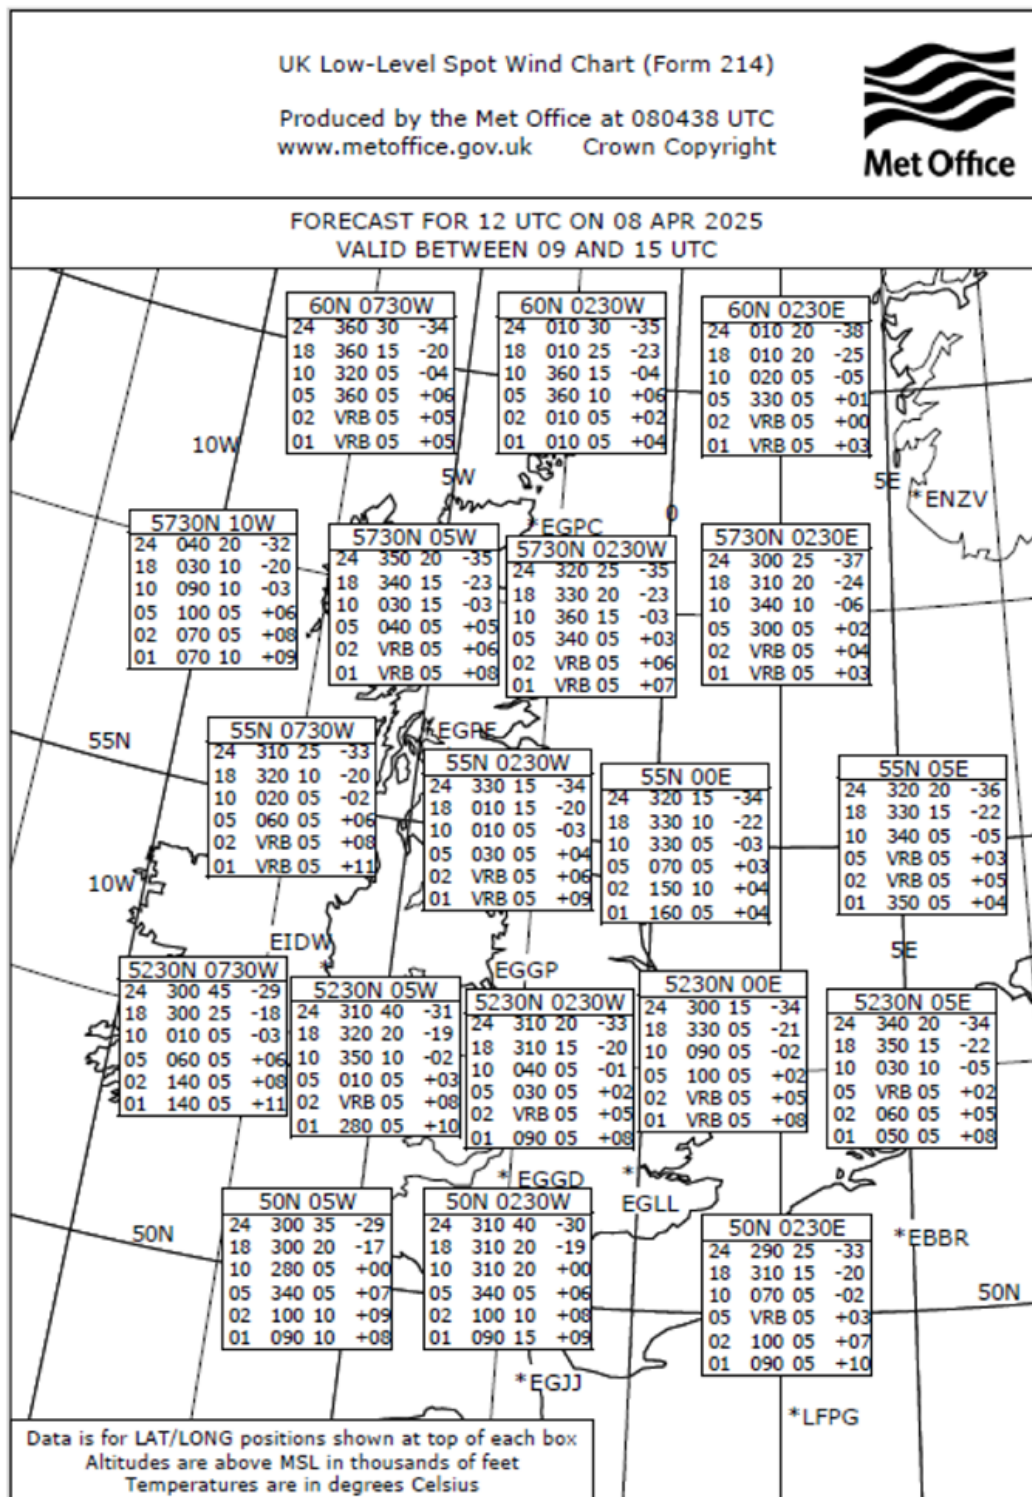 UK Low-Level Spot Wind Chart (Form 214)
Produced by the Met Office at 080438 UTC
www.metoffice.gov.uk Crown Copyright
Met Office
FORECAST FOR 12 UTC ON 08 APR 2025
VALID BETWEEN 09 AND 15 UTC
60N 0730W
24 360 30 -34
18 360 15 -20
10 320 05 -04
05 360 05 +06
02 VRB 05 +05
01 VRB 05 +05
60N 0230W
24 010 30 -35
18 010 25 -23
10 360 15 -04
05 360 10 +06
02 010 05 +02
01 010 05 +04
60N 0230E
24 010 20 -38
18 010 20 -25
10 020 05 -05
05 330 05 +01
02 VRB 05 +00
01 VRB 05 +03
10W
5W
0
5E
*ENZV
*EGPC
5730N 10W
24 040 20 -32
18 030 10 -20
10 090 10 -03
05 100 05 +06
02 070 05 +08
01 070 10 +09
5730N 05W
24 350 20 -35
18 340 15 -23
10 030 15 -03
05 040 05 +05
02 VRB 05 +06
01 VRB 05 +08
5730N 0230W
24 320 25 -35
18 330 20 -23
10 360 15 -03
05 340 05 +03
02 VRB 05 +06
01 VRB 05 +07
5730N 0230E
24 300 25 -37
18 310 20 -24
10 340 10 -06
05 300 05 +02
02 VRB 05 +04
01 VRB 05 +03
55N
EGPF
55N 0730W
24 310 25 -33
18 320 10 -20
10 020 05 -02
05 060 05 +06
02 VRB 05 +08
01 VRB 05 +11
55N 0230W
24 330 15 -34
18 010 15 -20
10 010 05 -03
05 030 05 +04
02 VRB 05 +06
01 VRB 05 +09
55N 00E
24 320 15 -34
18 330 10 -22
10 330 05 -03
05 070 05 +03
02 150 10 +04
01 160 05 +04
55N 05E
24 320 20 -36
18 330 15 -22
10 340 05 -05
05 VRB 05 +03
02 VRB 05 +05
01 350 05 +04
10W
EIDW
*
EGGP
5E
5230N 0730W
24 300 45 -29
18 300 25 -18
10 010 05 -03
05 060 05 +06
02 140 05 +08
01 140 05 +11
5230N 05W
24 310 40 -31
18 320 20 -19
10 350 10 -02
05 010 05 +03
02 VRB 05 +08
01 280 05 +10
5230N 0230W
24 310 20 -33
18 310 15 -20
10 040 05 -01
05 030 05 +02
02 VRB 05 +05
01 090 05 +08
5230N 00E
24 300 15 -34
18 330 05 -21
10 090 05 -02
05 100 05 +02
02 VRB 05 +05
01 VRB 05 +08
5230N 05E
24 340 20 -34
18 350 15 -22
10 030 10 -05
05 VRB 05 +02
02 060 05 +05
01 050 05 +08
* EGGD
*
EGLL
*EBBR
50N
50N 05W
24 300 35 -29
18 300 20 -17
10 280 05 +00
05 340 05 +07
02 100 10 +09
01 090 10 +08
50N 0230W
24 310 40 -30
18 310 20 -19
10 310 20 +00
05 340 05 +06
02 100 10 +08
01 090 15 +09
50N 0230E
24 290 25 -33
18 310 15 -20
10 070 05 -02
05 VRB 05 +03
02 100 05 +07
01 090 05 +10
50N
*EGJJ
*LFPG
Data is for LAT/LONG positions shown at top of each box
Altitudes are above MSL in thousands of feet
Temperatures are in degrees Celsius